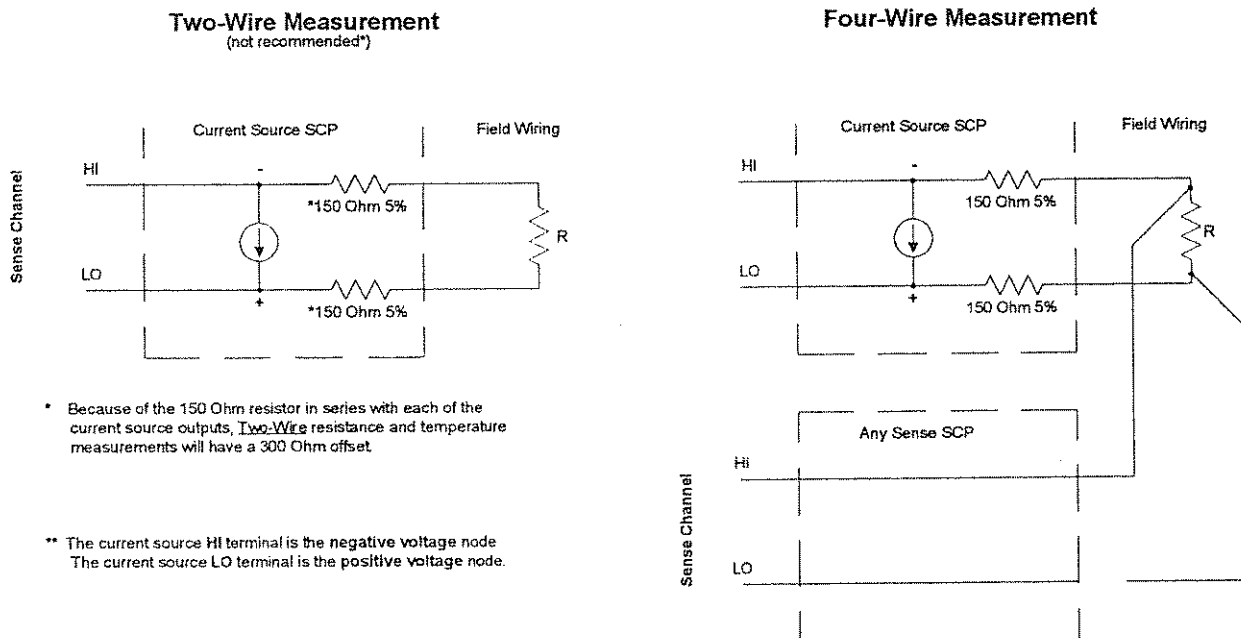 Two-Wire Measurement
(not recommended*)
Current Source SCP
Field Wiring
Sense Channel
HI
-
*150 Ohm 5%
R
LO
+
*150 Ohm 5%
* Because of the 150 Ohm resistor in series with each of the
current source outputs, Two-Wire resistance and temperature
measurements will have a 300 Ohm offset.
** The current source HI terminal is the negative voltage node
The current source LO terminal is the positive voltage node.
Four-Wire Measurement
Current Source SCP
Field Wiring
HI
-
150 Ohm 5%
R
LO
+
150 Ohm 5%
Any Sense SCP
Sense Channel
HI
LO